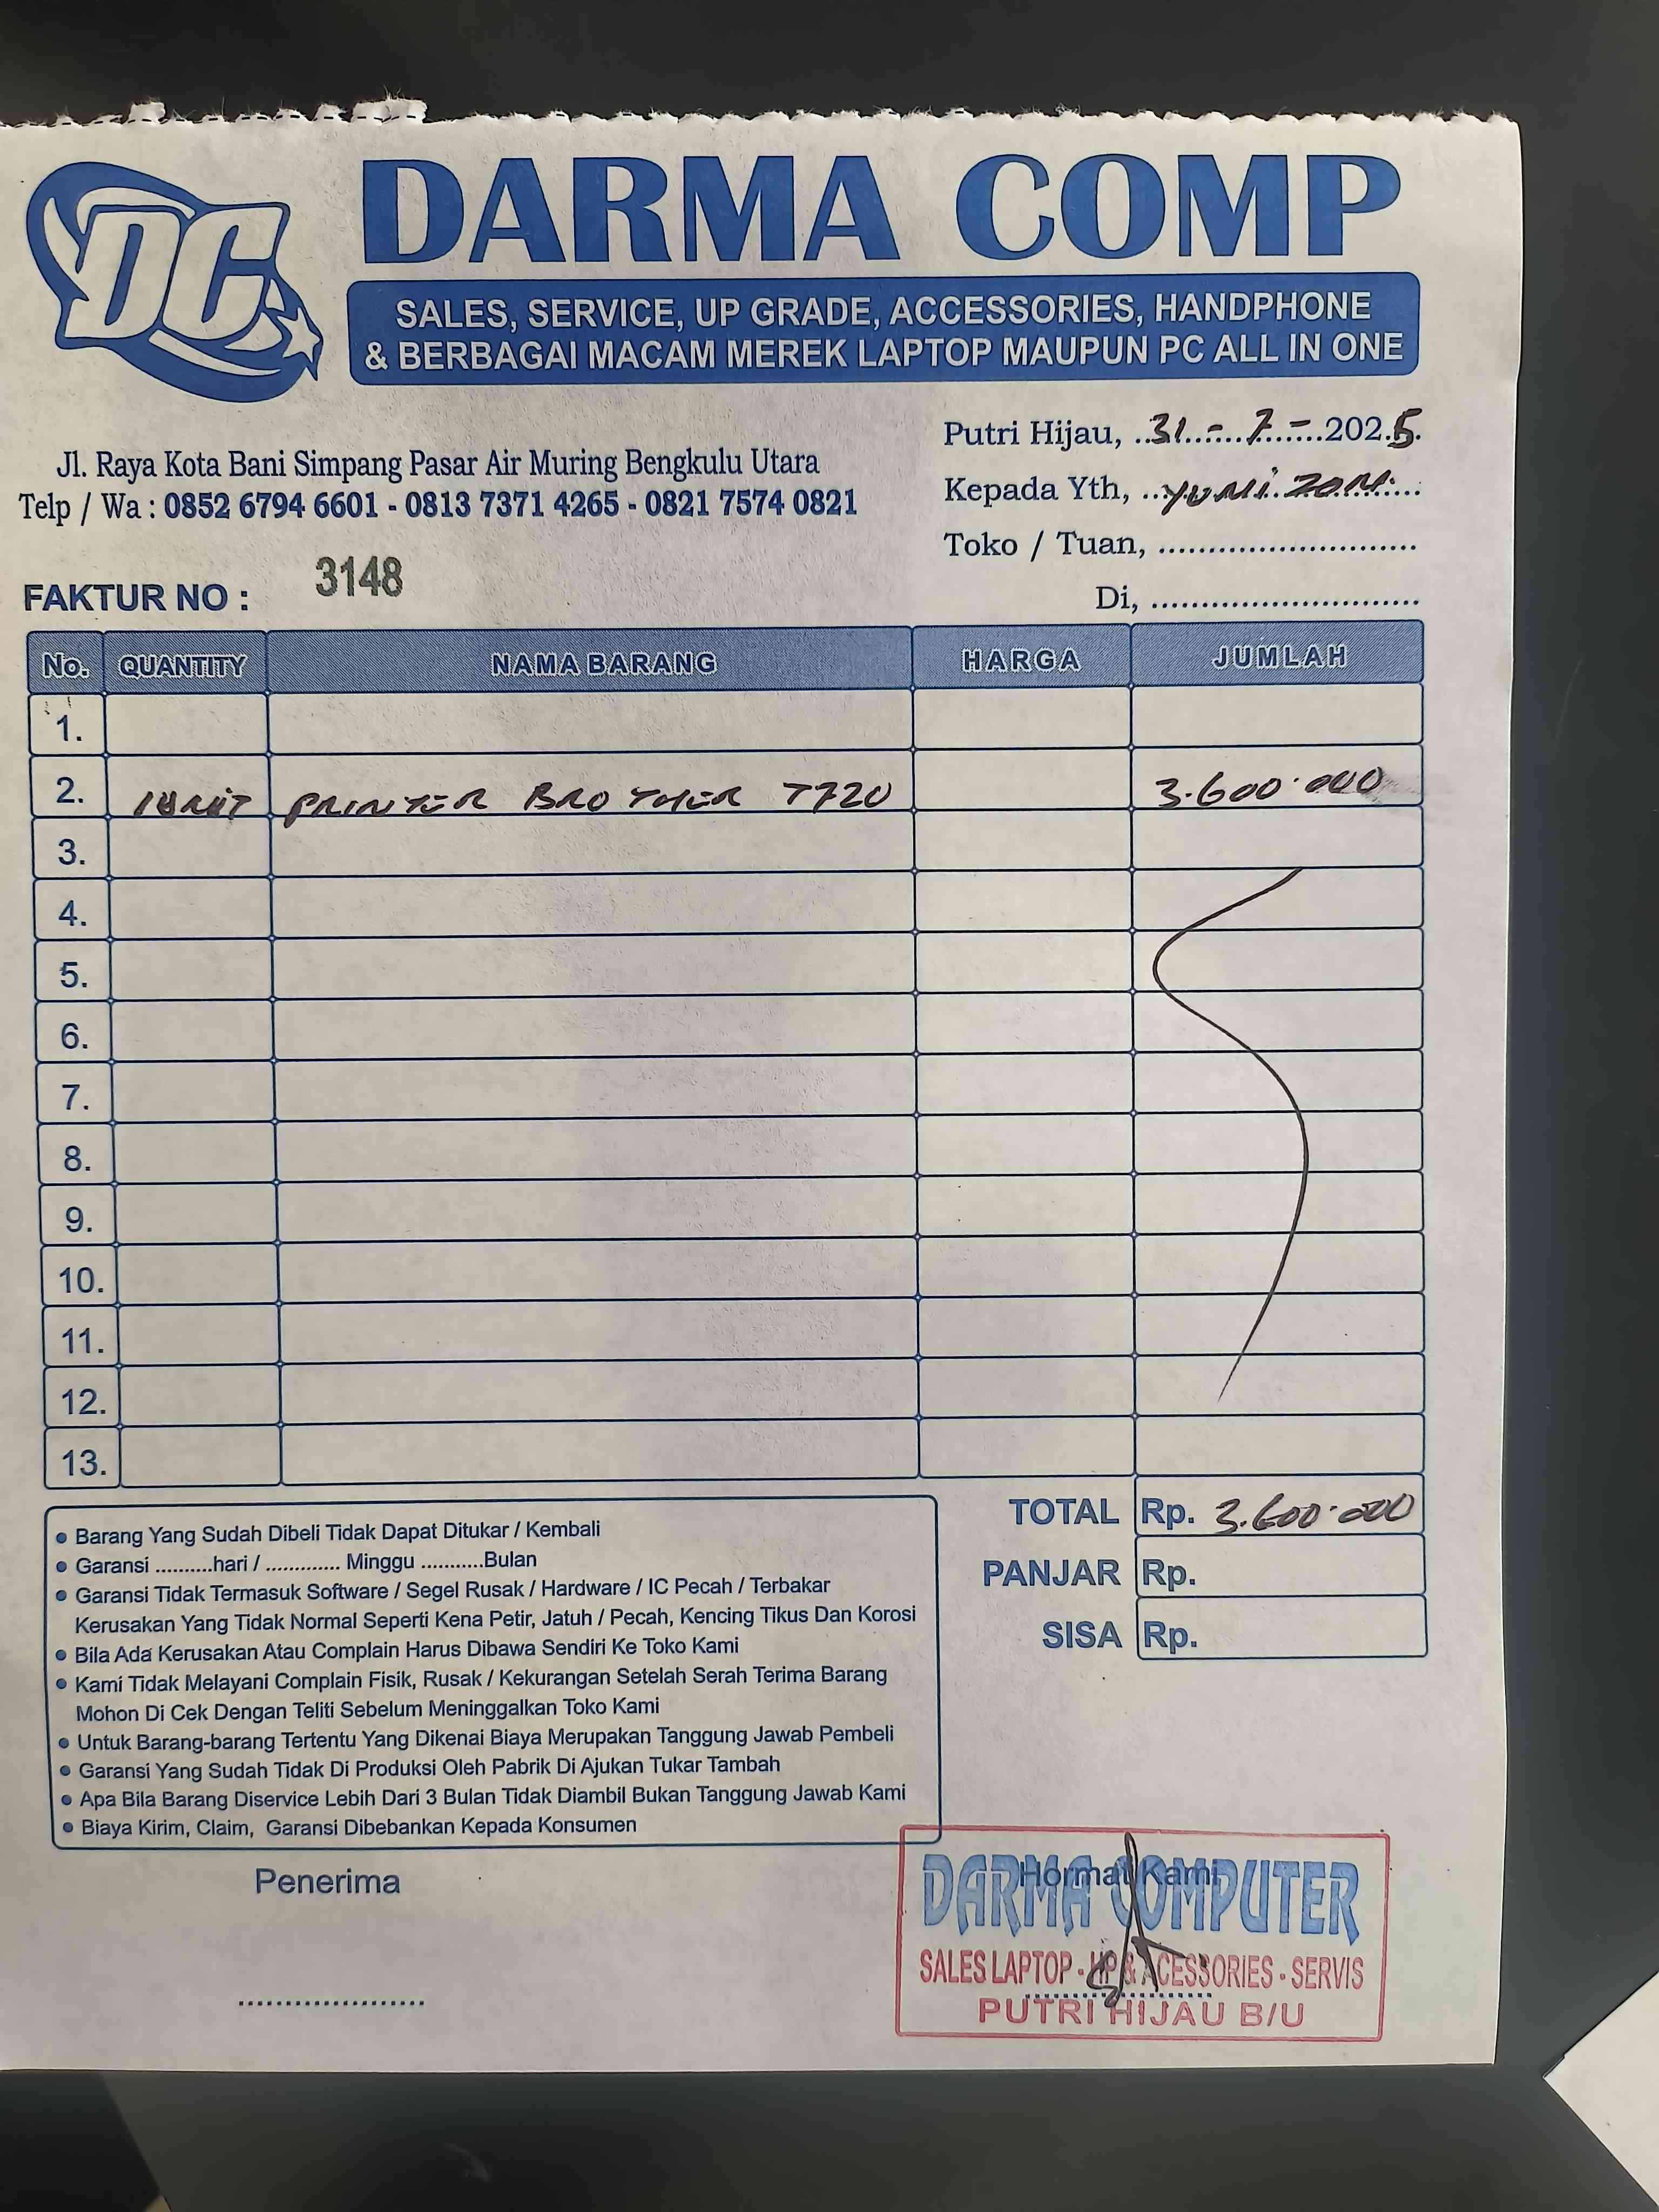 DC
DARMA COMP
SALES, SERVICE, UP GRADE, ACCESSORIES, HANDPHONE
& BERBAGAI MACAM MEREK LAPTOP MAUPUN PC ALL IN ONE
Jl. Raya Kota Bani Simpang Pasar Air Muring Bengkulu Utara
Telp / Wa : 0852 6794 6601 - 0813 7371 4265 - 0821 7574 0821
Putri Hijau, 31 - 7 - 2025.
Kepada Yth, YUNI ZON
Toko / Tuan, ..........................
Di, ...........................
FAKTUR NO : 3148
No. QUANTITY NAMA BARANG HARGA JUMLAH
1.
2. 1 UNIT PRINTER BROTHER T720 3.600.000
3.
4.
5.
6.
7.
8.
9.
10.
11.
12.
13.
TOTAL Rp. 3.600.000
PANJAR Rp.
SISA Rp.
• Barang Yang Sudah Dibeli Tidak Dapat Ditukar / Kembali
• Garansi ..........hari / ............. Minggu ...........Bulan
• Garansi Tidak Termasuk Software / Segel Rusak / Hardware / IC Pecah / Terbakar
Kerusakan Yang Tidak Normal Seperti Kena Petir, Jatuh / Pecah, Kencing Tikus Dan Korosi
• Bila Ada Kerusakan Atau Complain Harus Dibawa Sendiri Ke Toko Kami
• Kami Tidak Melayani Complain Fisik, Rusak / Kekurangan Setelah Serah Terima Barang
Mohon Di Cek Dengan Teliti Sebelum Meninggalkan Toko Kami
• Untuk Barang-barang Tertentu Yang Dikenai Biaya Merupakan Tanggung Jawab Pembeli
• Garansi Yang Sudah Tidak Di Produksi Oleh Pabrik Di Ajukan Tukar Tambah
• Apa Bila Barang Diservice Lebih Dari 3 Bulan Tidak Diambil Bukan Tanggung Jawab Kami
• Biaya Kirim, Claim, Garansi Dibebankan Kepada Konsumen
Penerima
Hormat Kami
DARMA COMPUTER
SALES LAPTOP - HP & ACESSORIES - SERVIS
PUTRI HIJAU B/U